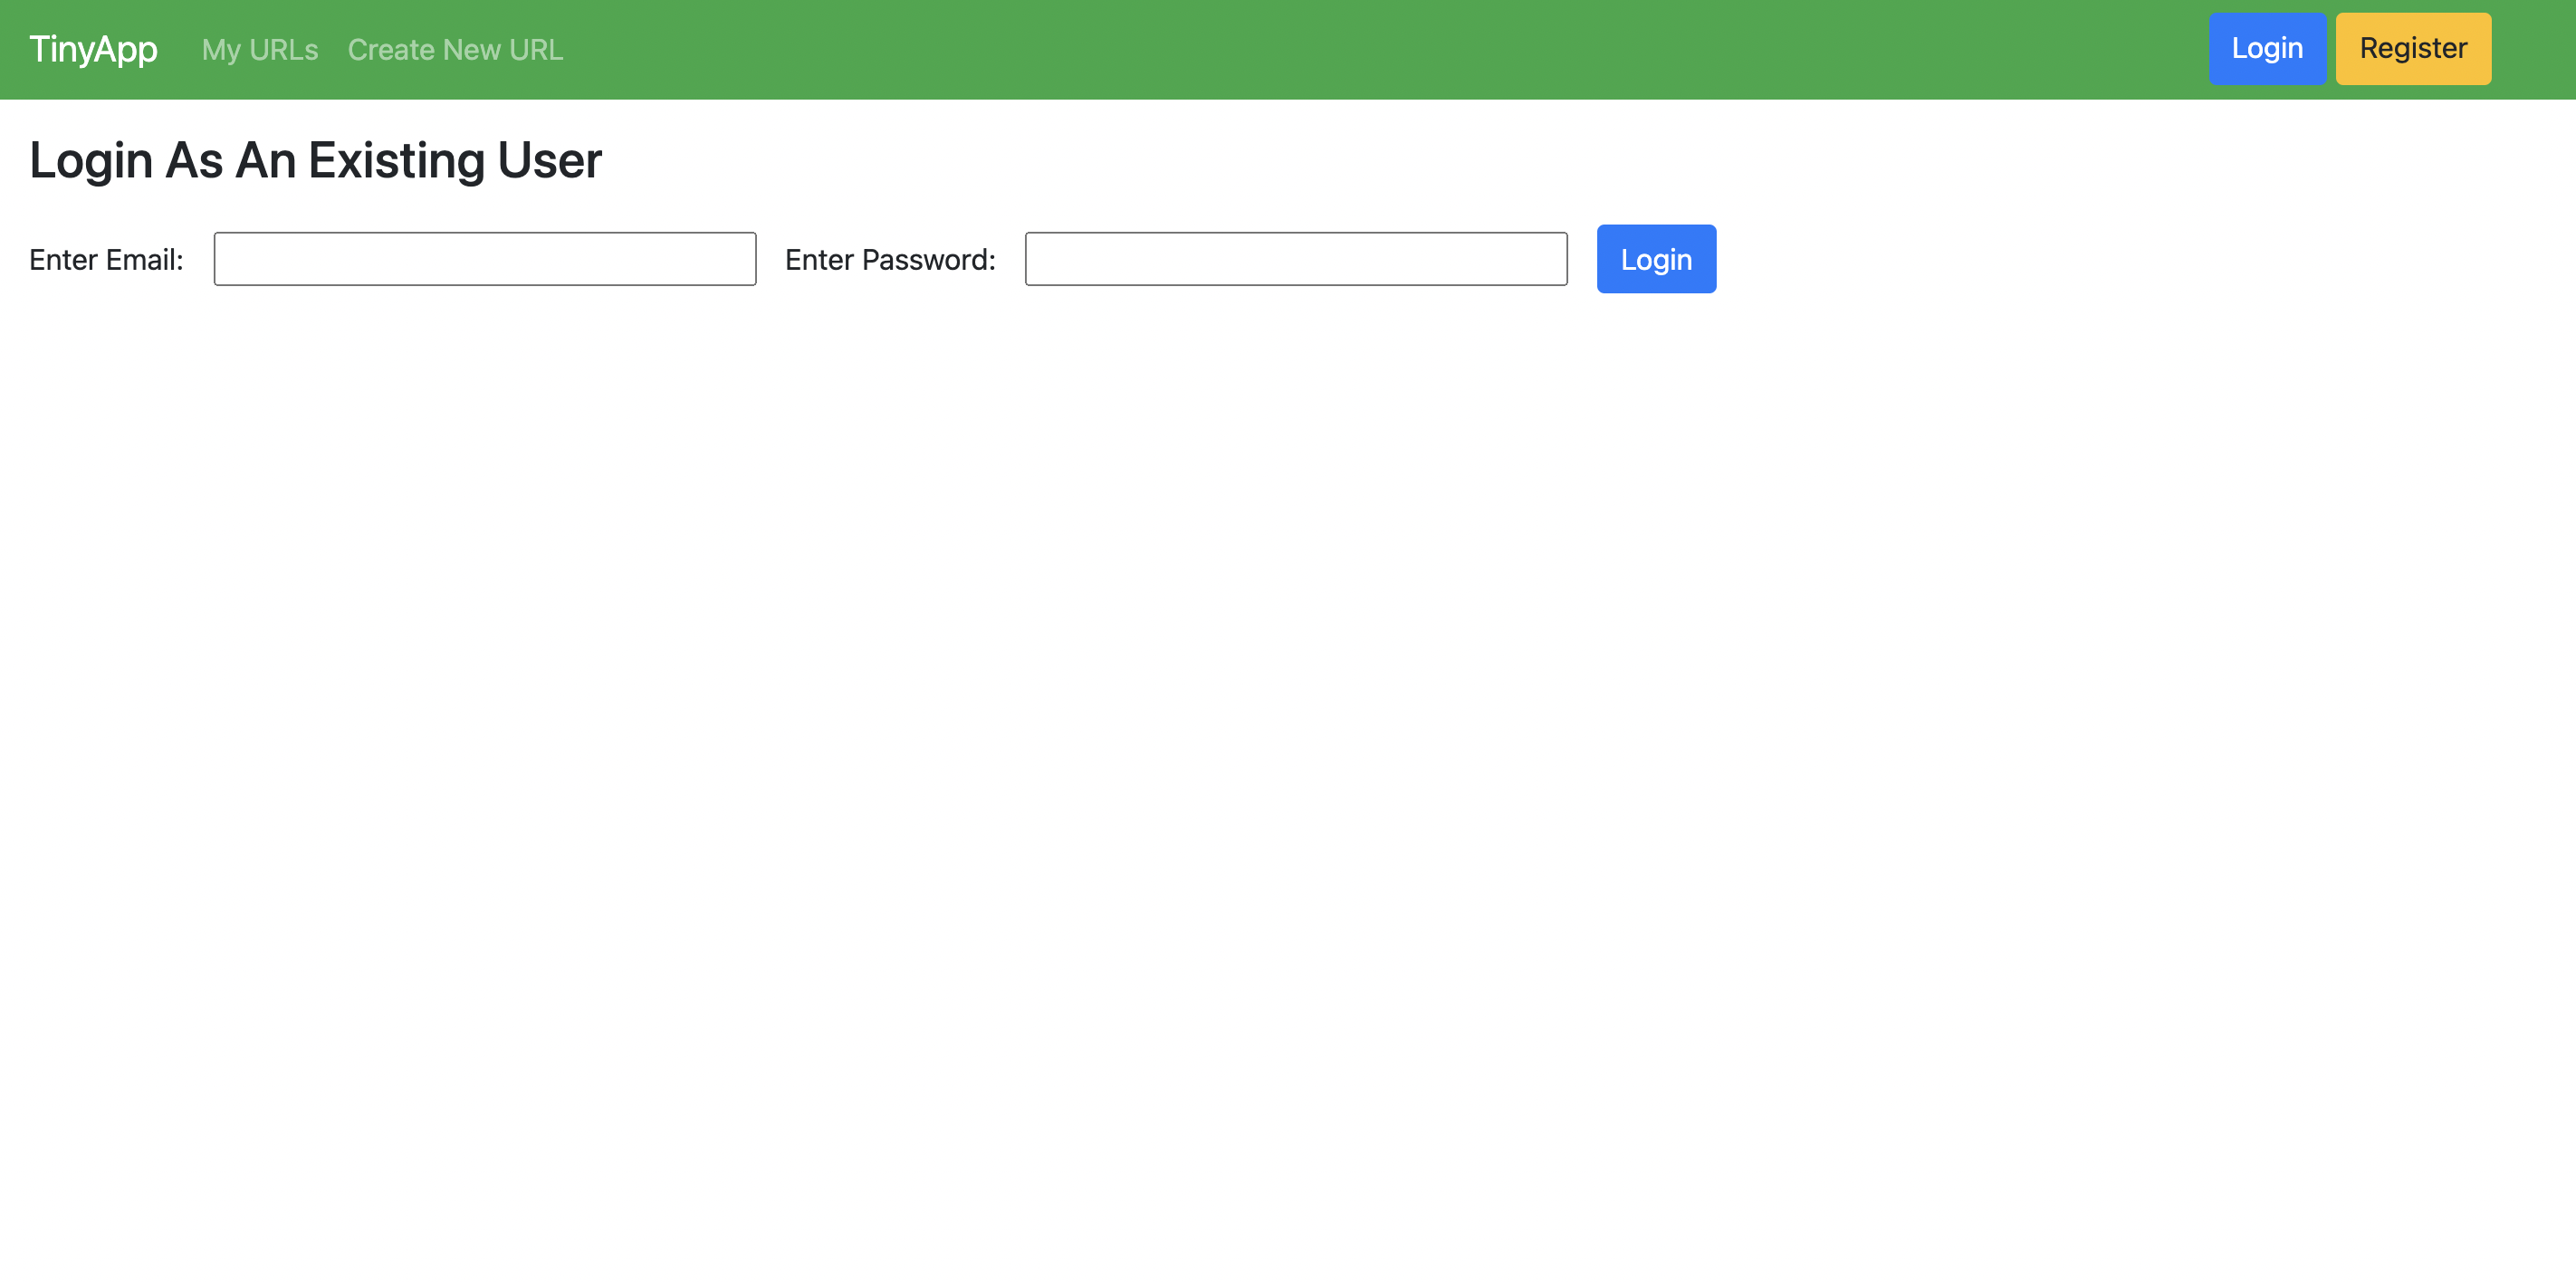 TinyApp My URLs Create New URL Login Register
Login As An Existing User
Enter Email: Enter Password: Login